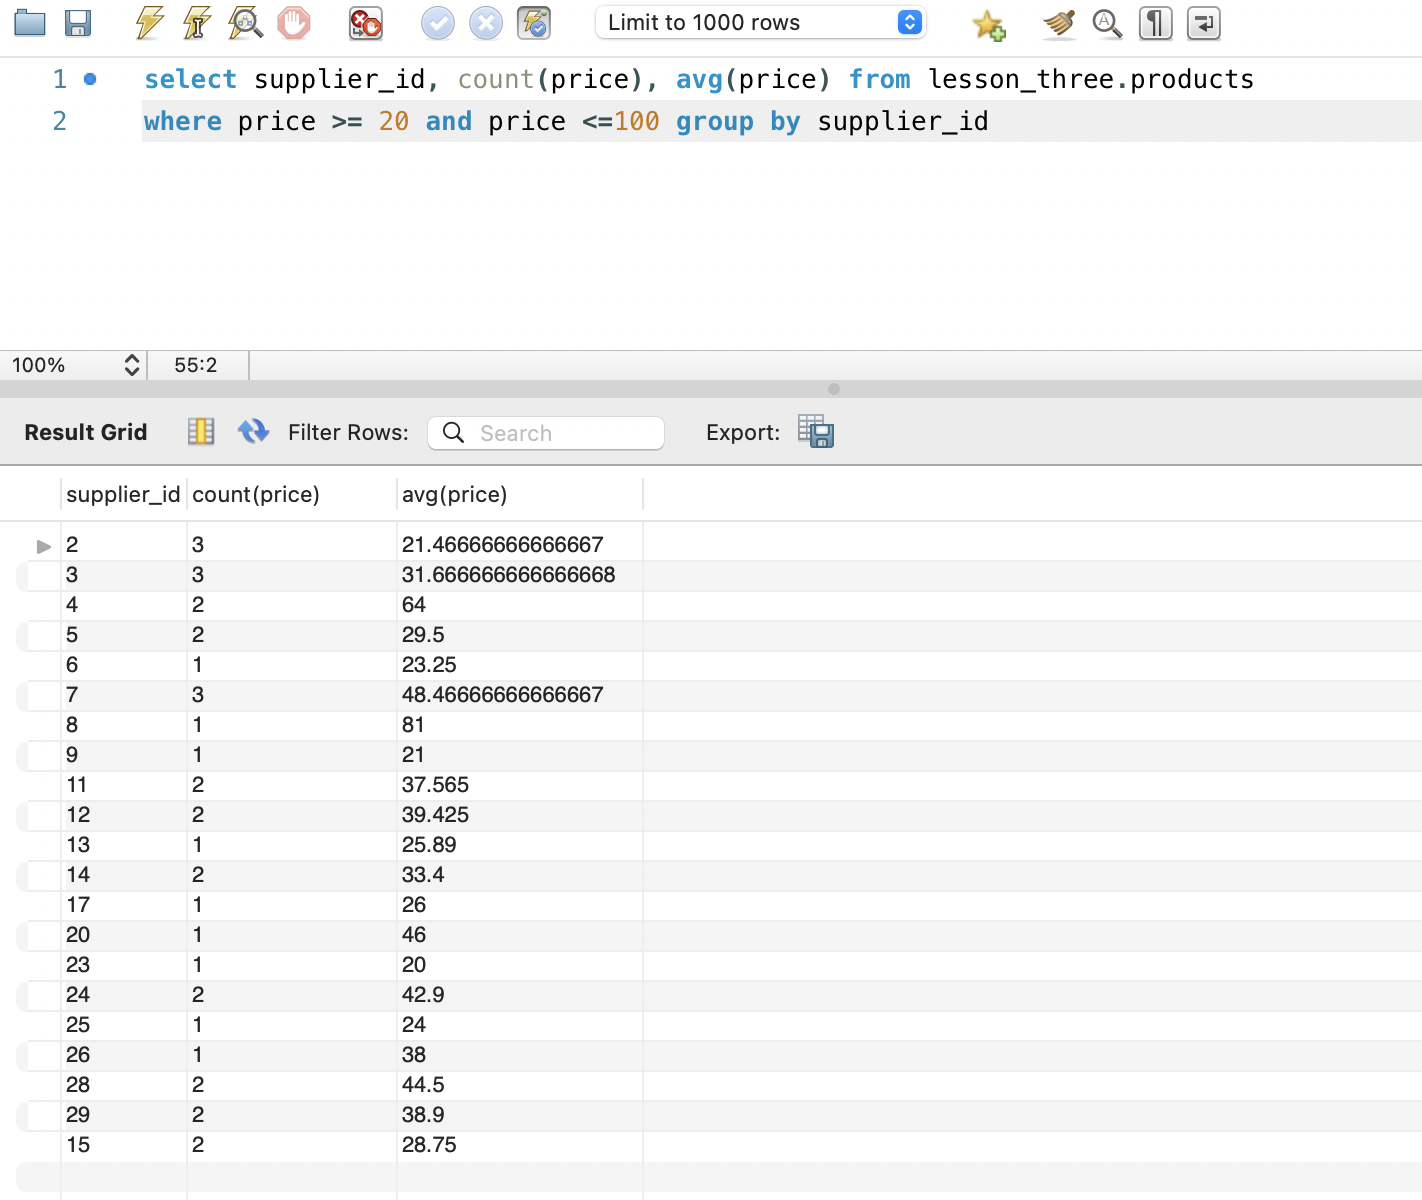 Limit to 1000 rows
1 select supplier_id, count(price), avg(price) from lesson_three.products
2 where price >= 20 and price <=100 group by supplier_id
100% 55:2
Result Grid Filter Rows: Search Export:
supplier_id count(price) avg(price)
2 3 21.46666666666667
3 3 31.666666666666668
4 2 64
5 2 29.5
6 1 23.25
7 3 48.46666666666667
8 1 81
9 1 21
11 2 37.565
12 2 39.425
13 1 25.89
14 2 33.4
17 1 26
20 1 46
23 1 20
24 2 42.9
25 1 24
26 1 38
28 2 44.5
29 2 38.9
15 2 28.75